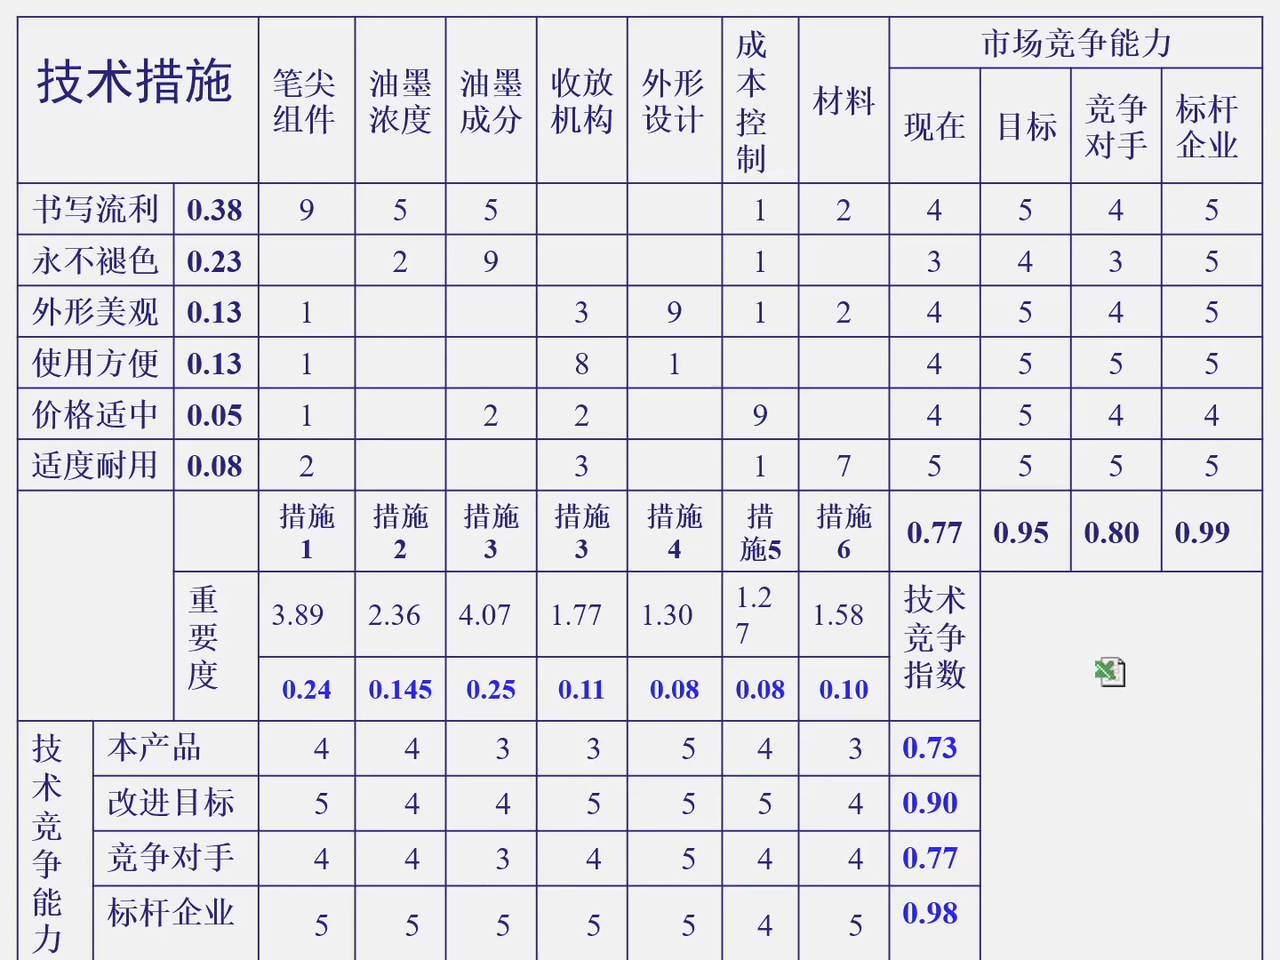 技术措施 笔尖组件 油墨浓度 油墨成分 收放机构 外形设计 成本控制 材料 市场竞争能力
现在 目标 竞争对手 标杆企业
书写流利 0.38 9 5 5 1 2 4 5 4 5
永不褪色 0.23 2 9 1 3 4 3 5
外形美观 0.13 1 3 9 1 2 4 5 4 5
使用方便 0.13 1 8 1 4 5 5 5
价格适中 0.05 1 2 2 9 4 5 4 4
适度耐用 0.08 2 3 1 7 5 5 5 5
措施1 措施2 措施3 措施3 措施4 措施5 措施6 0.77 0.95 0.80 0.99
重要度 3.89 2.36 4.07 1.77 1.30 1.27 1.58 技术竞争指数
0.24 0.145 0.25 0.11 0.08 0.08 0.10
技术竞争能力 本产品 4 4 3 3 5 4 3 0.73
改进目标 5 4 4 5 5 5 4 0.90
竞争对手 4 4 3 4 5 4 4 0.77
标杆企业 5 5 5 5 5 4 5 0.98